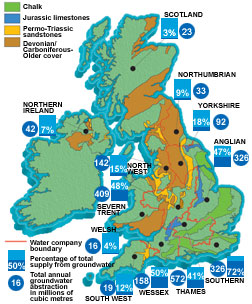 Chalk
Jurassic limestones
Permo-Triassic
sandstones
Devonian/
Carboniferous-
Older cover
SCOTLAND
3% 23
NORTHUMBRIAN
9% 33
YORKSHIRE
18% 92
NORTHERN
IRELAND
42 7%
ANGLIAN
47% 326
142 15%
NORTH
WEST
48%
409
SEVERN
TRENT
WELSH
16 4%
Water company
boundary
50% Percentage of total
supply from groundwater
16 Total annual
groundwater
abstraction
in millions of
cubic metres
19 12%
SOUTH WEST
158 50%
WESSEX
572 41%
THAMES
326 72%
SOUTHERN